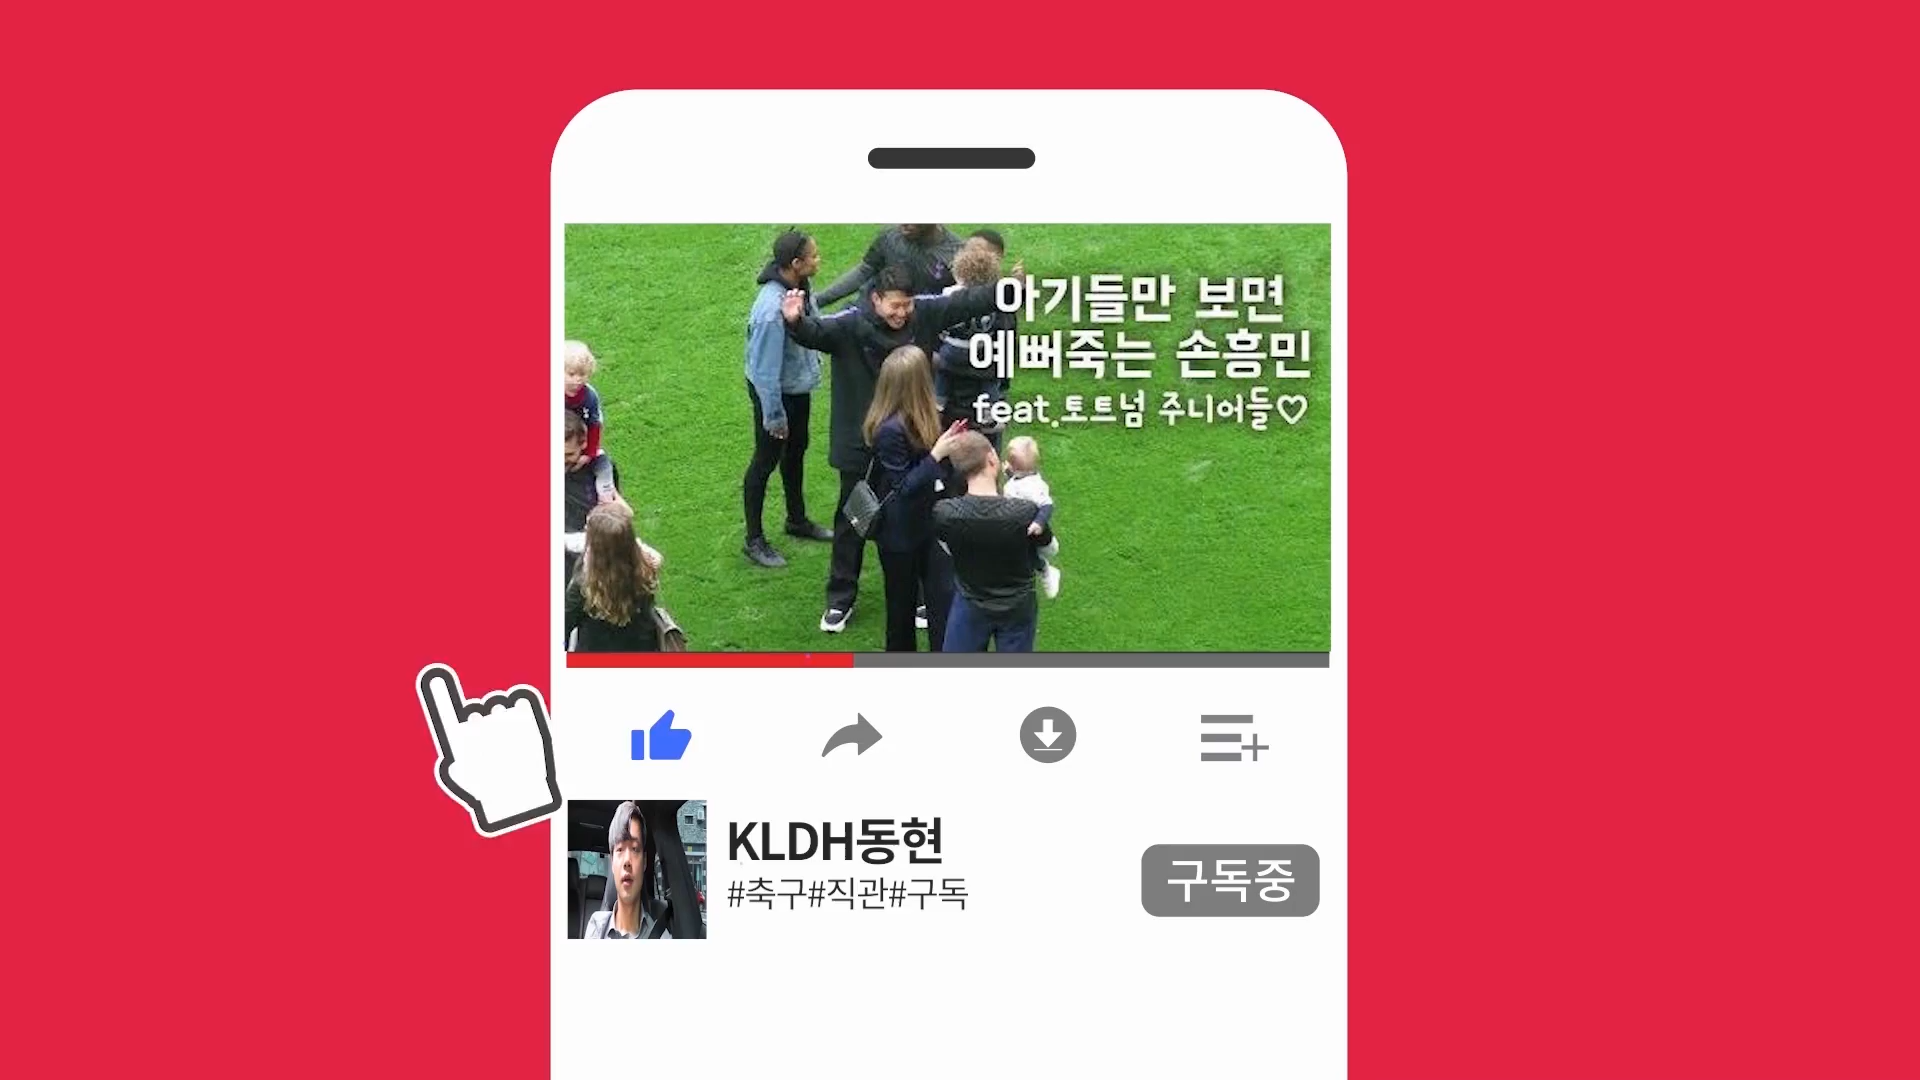 아기들만 보면
예뻐죽는 손흥민
feat.토트넘 주니어들♡
KLDH동현
#축구#직관#구독
구독중